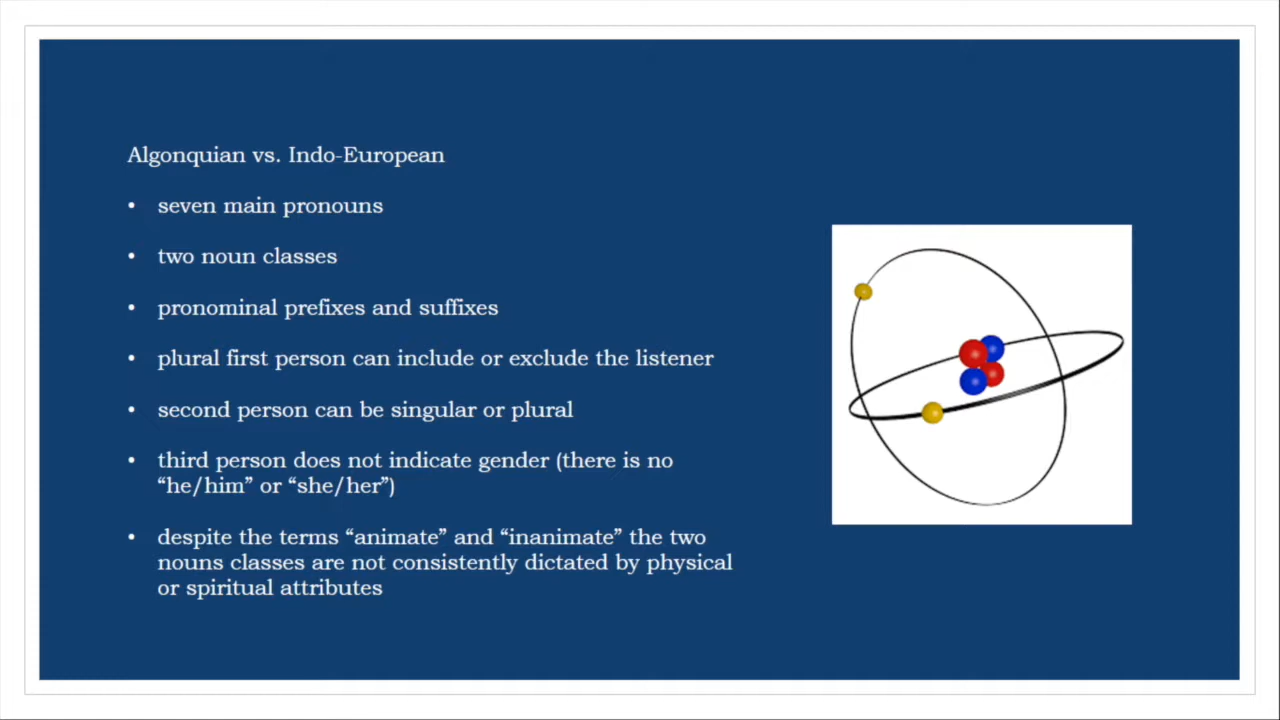 Algonquian vs. Indo-European
• seven main pronouns
• two noun classes
• pronominal prefixes and suffixes
• plural first person can include or exclude the listener
• second person can be singular or plural
• third person does not indicate gender (there is no
“he/him” or “she/her”)
• despite the terms “animate” and “inanimate” the two
nouns classes are not consistently dictated by physical
or spiritual attributes